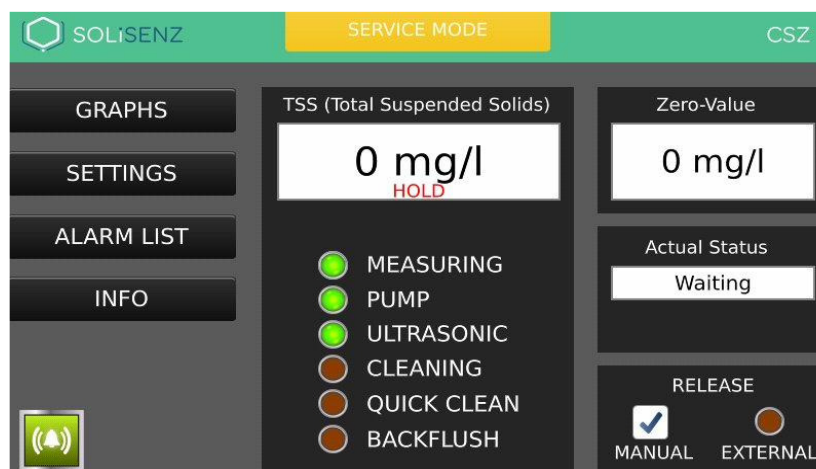 SOLiSENZ
SERVICE MODE
CSZ
GRAPHS
SETTINGS
ALARM LIST
INFO
TSS (Total Suspended Solids)
0 mg/l
HOLD
MEASURING
PUMP
ULTRASONIC
CLEANING
QUICK CLEAN
BACKFLUSH
Zero-Value
0 mg/l
Actual Status
Waiting
RELEASE
MANUAL
EXTERNAL